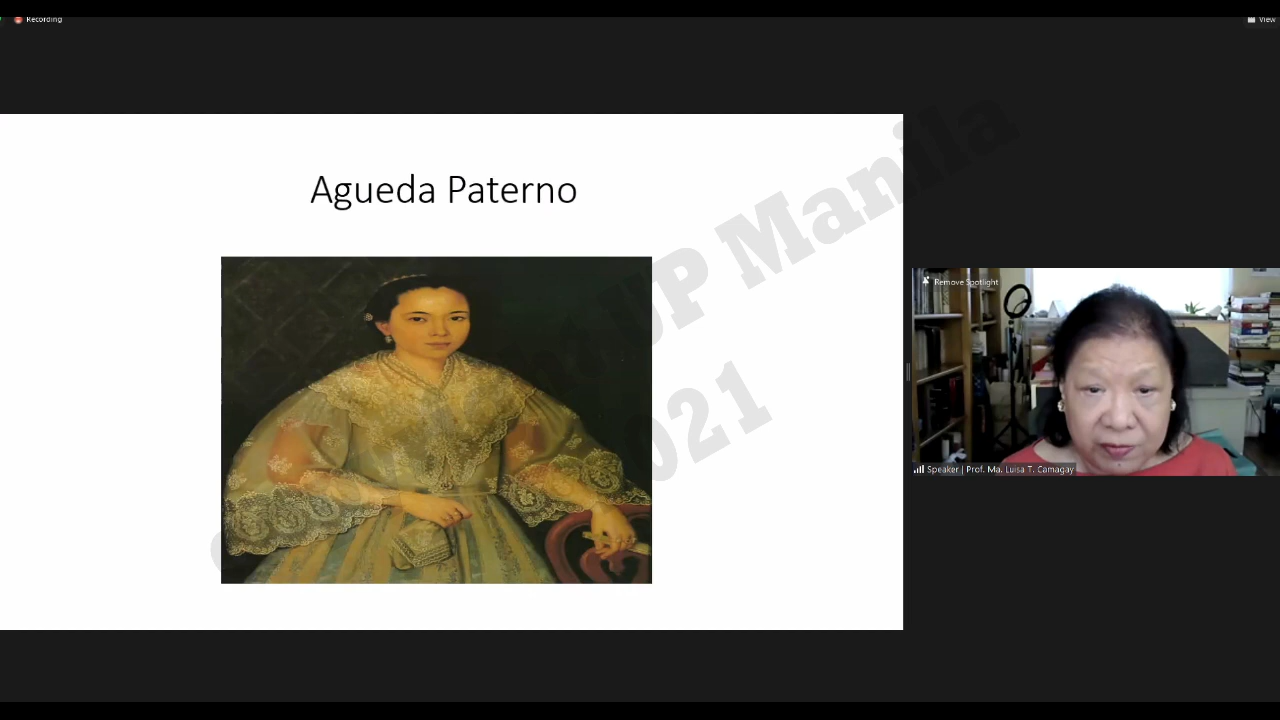 Recording
View
Agueda Paterno
UP Manila
2021
Remove Spotlight
Speaker | Prof. Ma. Luisa T. Camagay